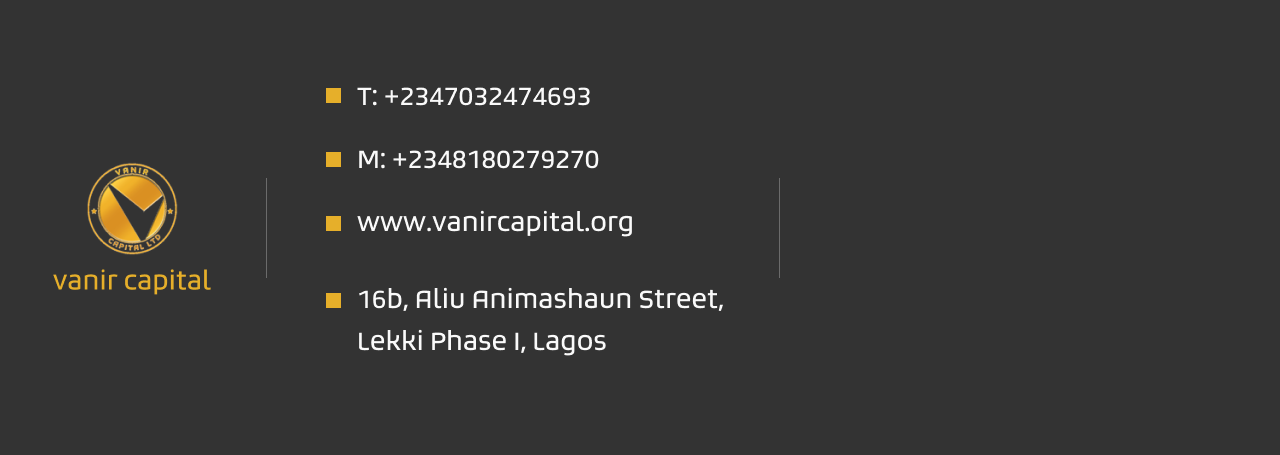 VANIR
CAPITAL LTD
vanir capital
T: +2347032474693
M: +2348180279270
www.vanircapital.org
16b, Aliu Animashaun Street,
Lekki Phase I, Lagos